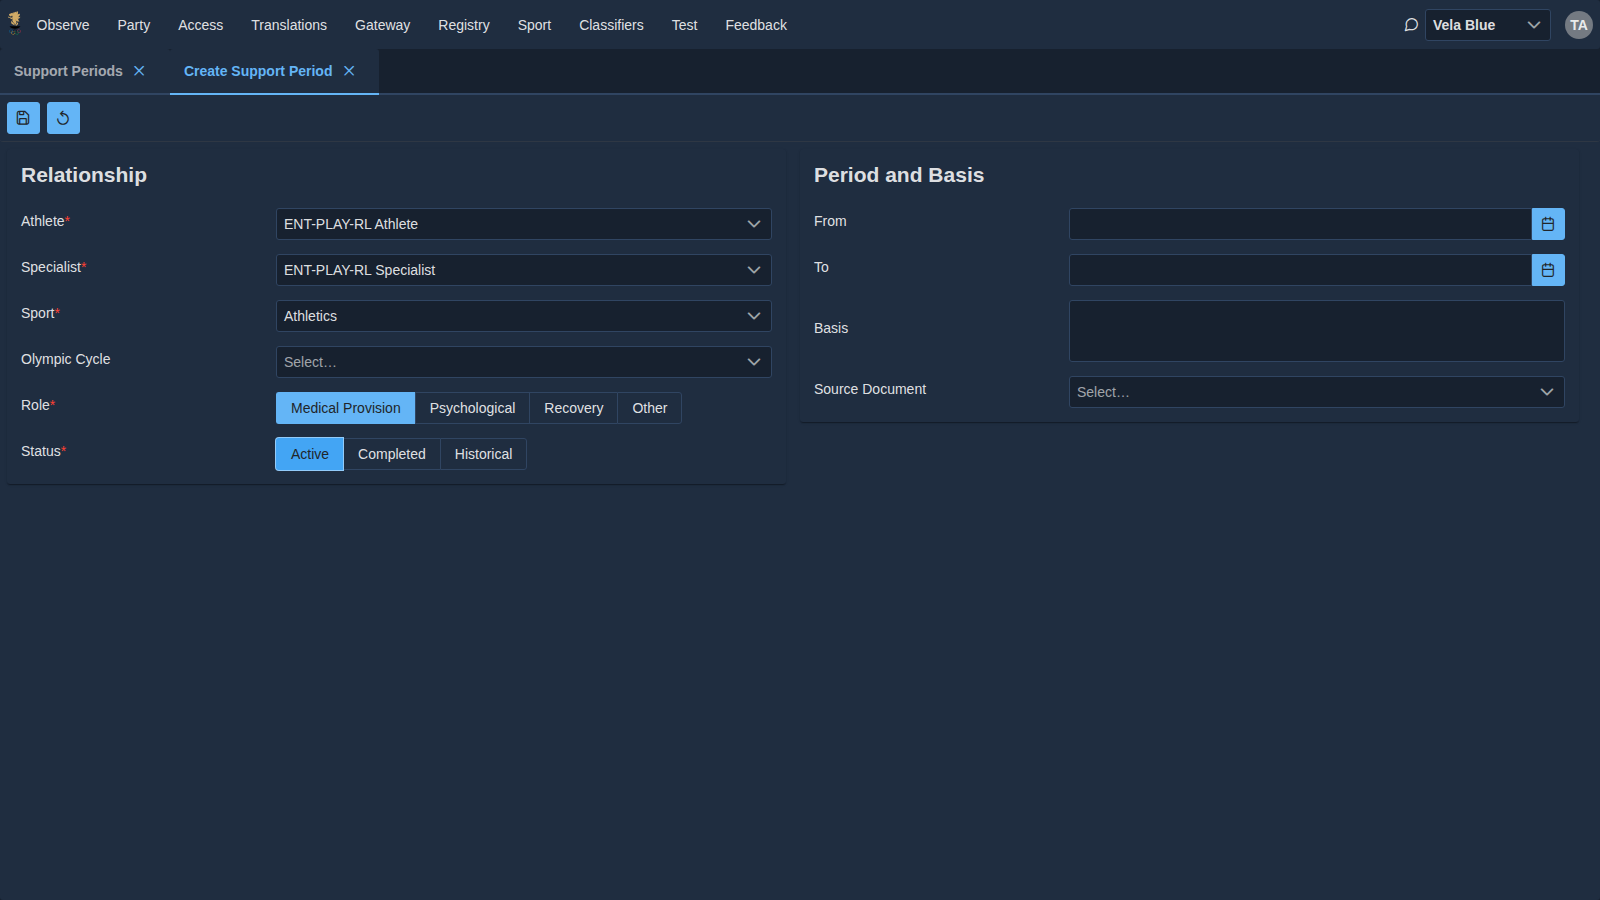 Observe Party Access Translations Gateway Registry Sport Classifiers Test Feedback Vela Blue TA
Support Periods Create Support Period
Relationship
Athlete* ENT-PLAY-RL Athlete
Specialist* ENT-PLAY-RL Specialist
Sport* Athletics
Olympic Cycle Select...
Role* Medical Provision Psychological Recovery Other
Status* Active Completed Historical
Period and Basis
From
To
Basis
Source Document Select...